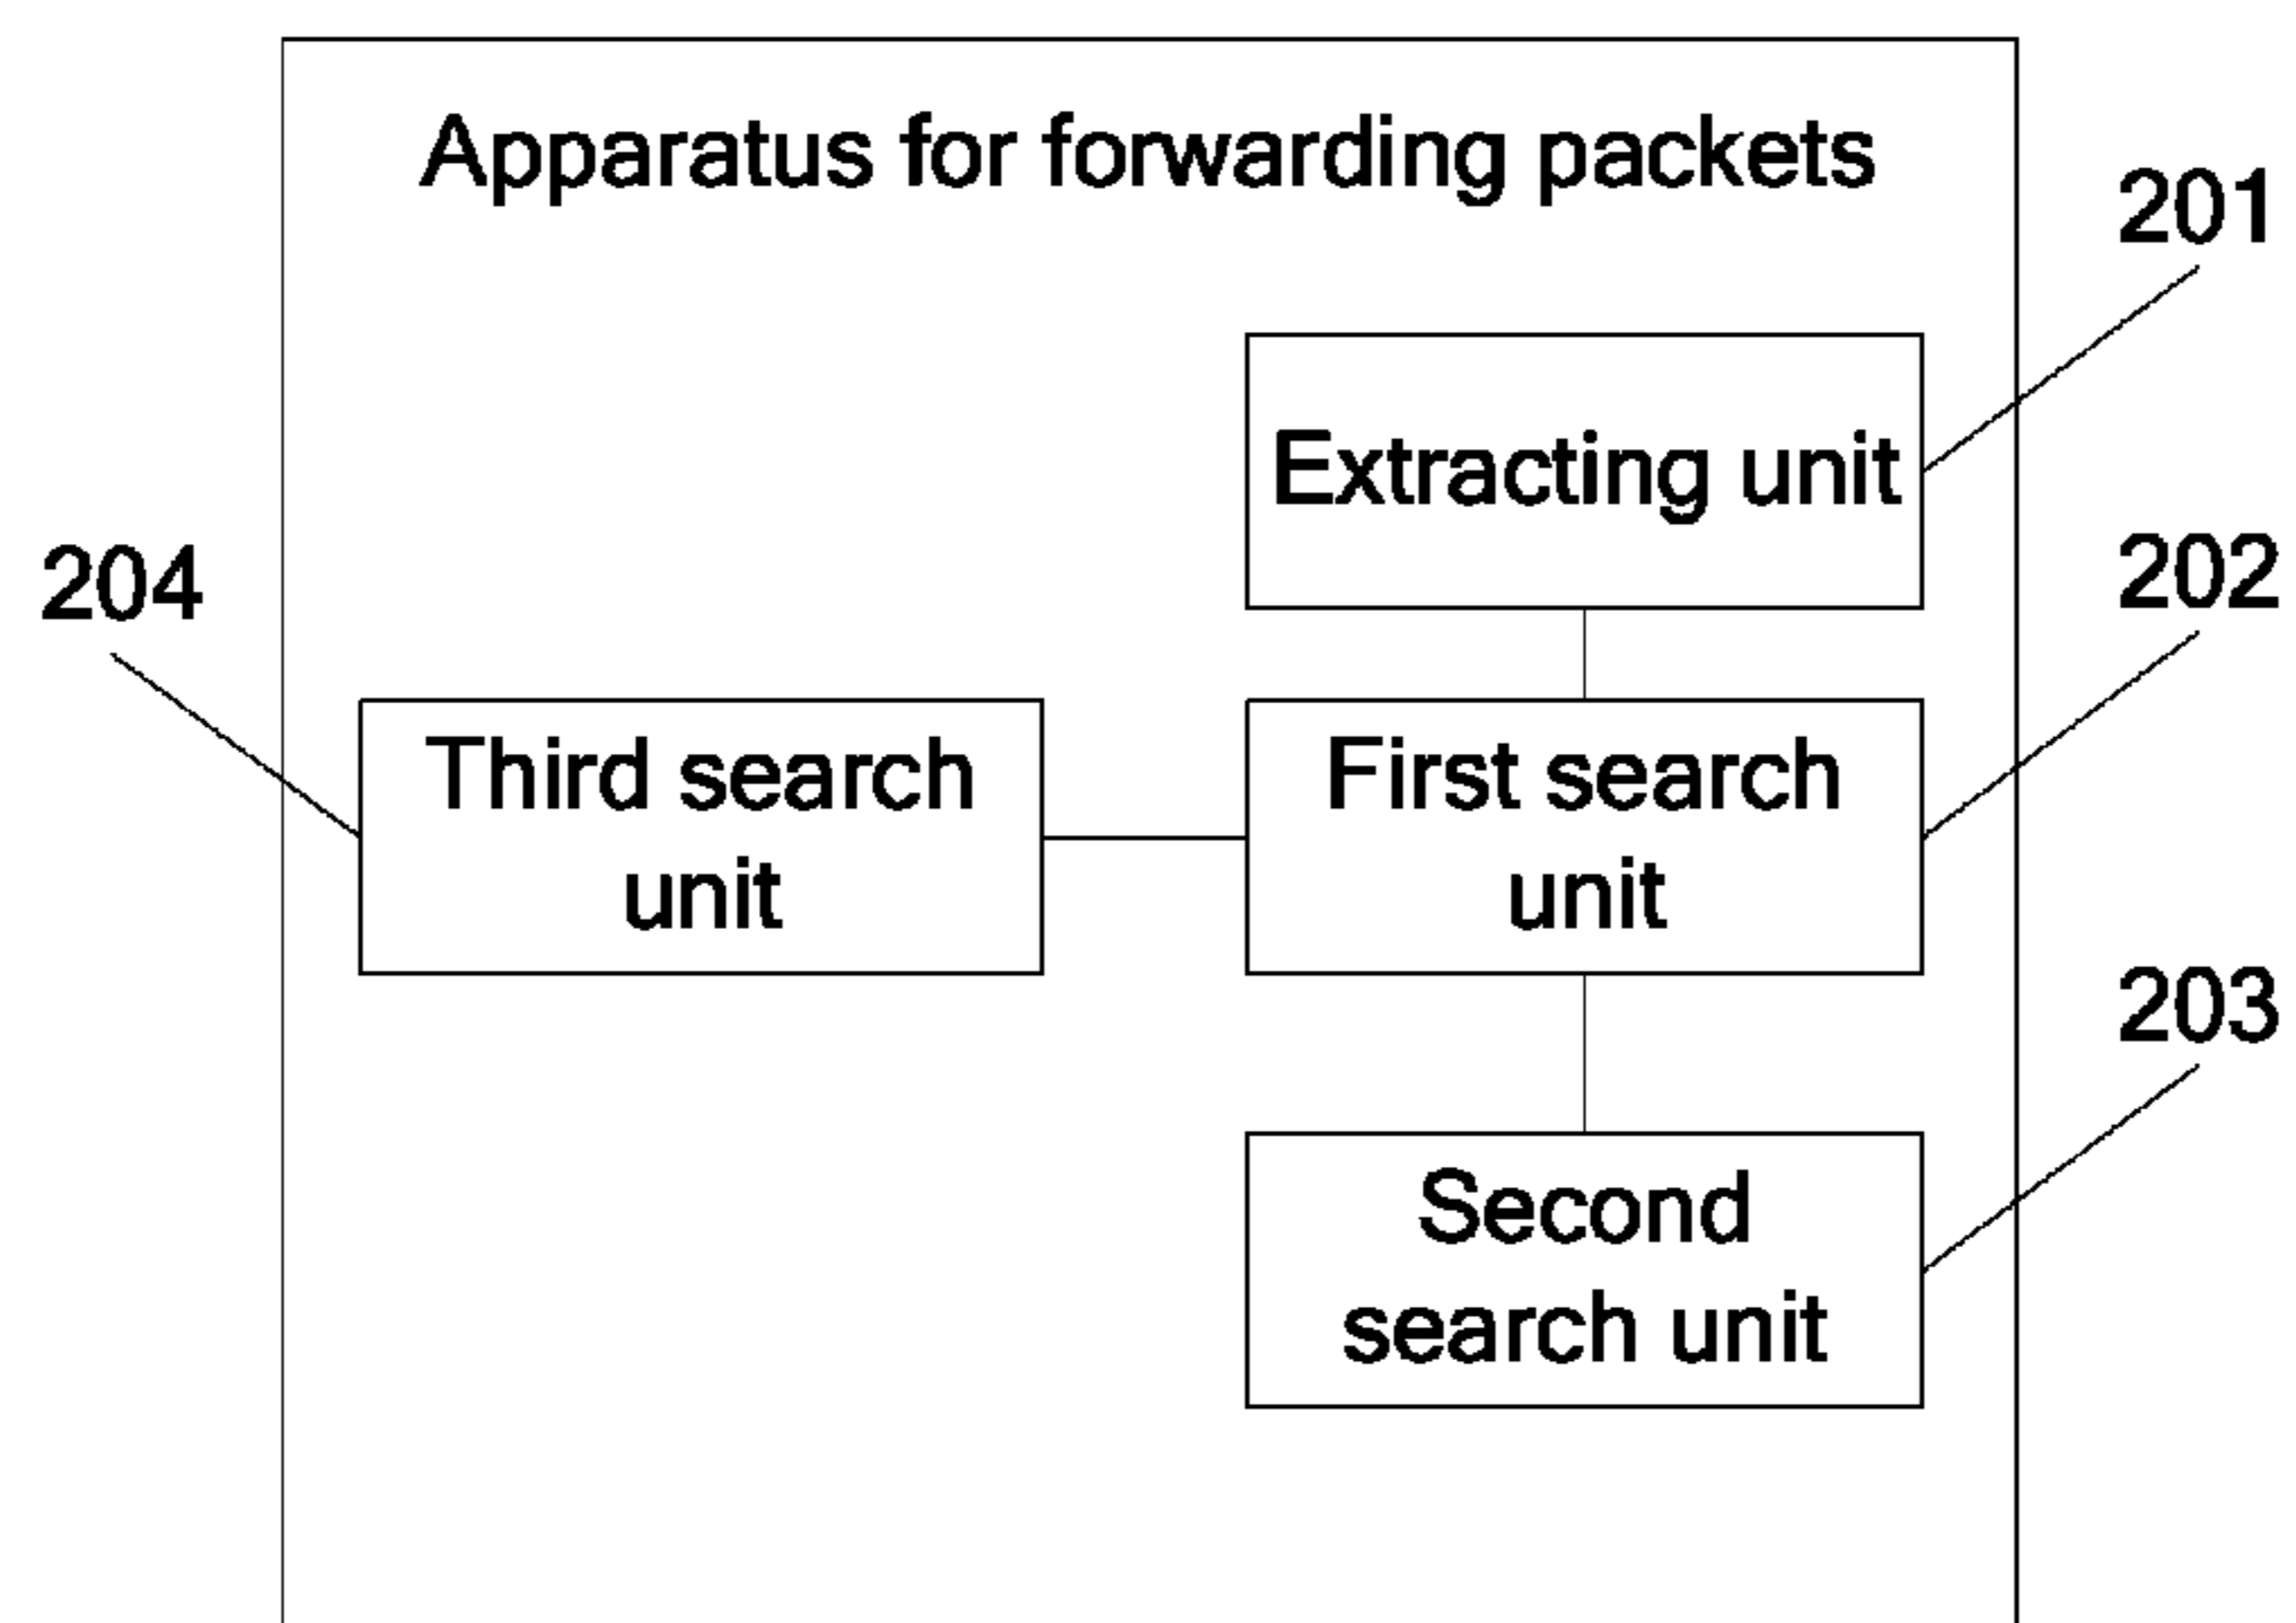 Apparatus for forwarding packets
201
Extracting unit
204
202
Third search
unit
First search
unit
203
Second
search unit